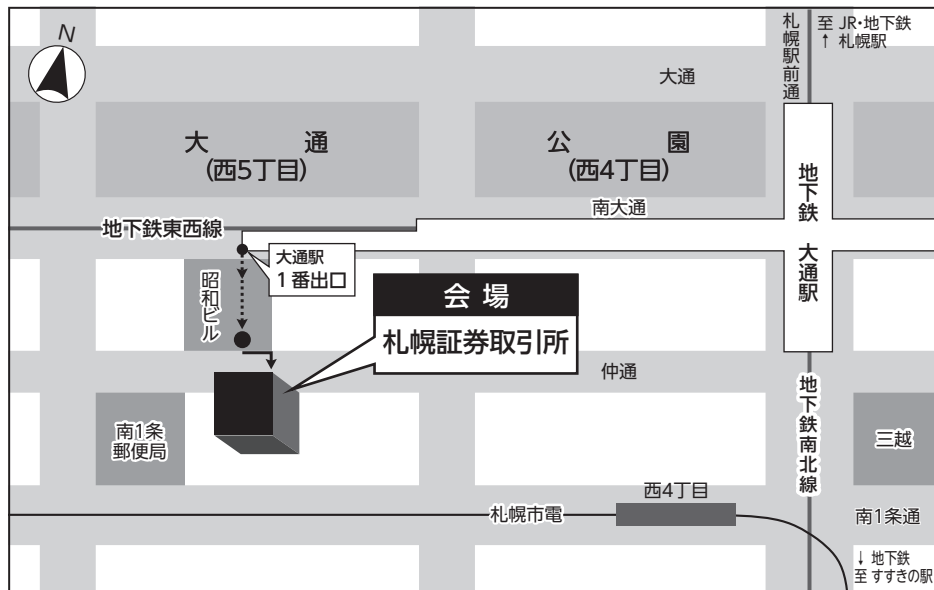 N
札幌駅前通
至 JR・地下鉄
↑ 札幌駅
大通
大 通
(西5丁目)
公 園
(西4丁目)
南大通
地下鉄東西線
地下鉄 大通駅
大通駅
1番出口
昭和ビル
会 場
札幌証券取引所
仲通
地下鉄南北線
南1条
郵便局
三越
西4丁目
札幌市電
南1条通
↓ 地下鉄
至 すすきの駅